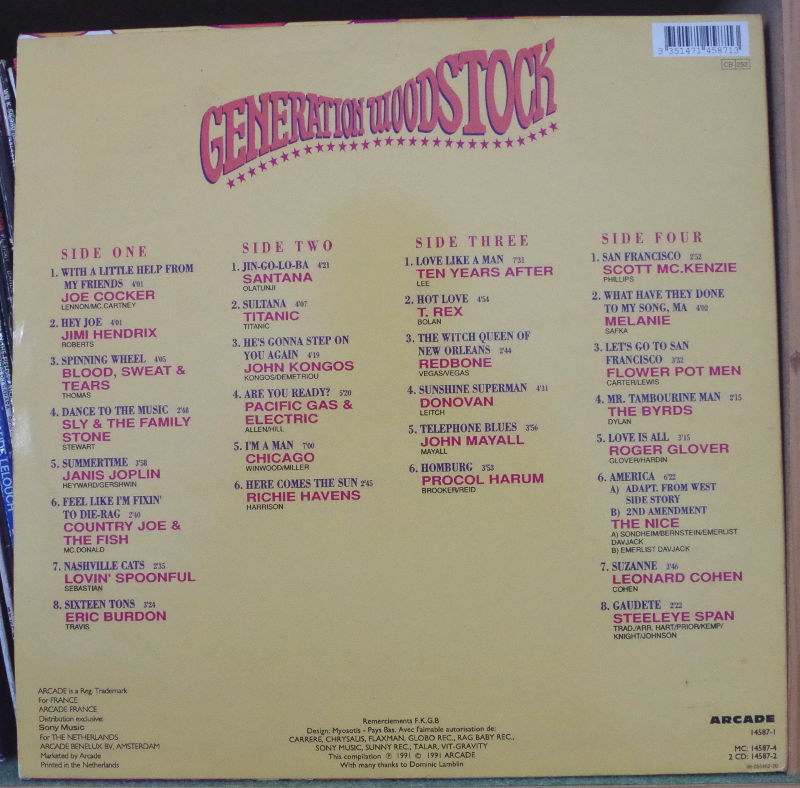 3 351471 458713
CB 252
GENERATION WOODSTOCK
SIDE ONE
1. WITH A LITTLE HELP FROM
MY FRIENDS 4'01
JOE COCKER
LENNON/MC.CARTNEY
2. HEY JOE 4'01
JIMI HENDRIX
ROBERTS
3. SPINNING WHEEL 4'05
BLOOD, SWEAT &
TEARS
THOMAS
4. DANCE TO THE MUSIC 2'48
SLY & THE FAMILY
STONE
STEWART
5. SUMMERTIME 3'58
JANIS JOPLIN
HEYWARD/GERSHWIN
6. FEEL LIKE I'M FIXIN'
TO DIE-RAG 2'40
COUNTRY JOE &
THE FISH
MC.DONALD
7. NASHVILLE CATS 2'35
LOVIN' SPOONFUL
SEBASTIAN
8. SIXTEEN TONS 3'24
ERIC BURDON
TRAVIS
SIDE TWO
1. JIN-GO-LO-BA 4'21
SANTANA
OLATUNJI
2. SULTANA 4'07
TITANIC
TITANIC
3. HE'S GONNA STEP ON
YOU AGAIN 4'19
JOHN KONGOS
KONGOS/DEMETRIOU
4. ARE YOU READY? 5'20
PACIFIC GAS &
ELECTRIC
ALLEN/HILL
5. I'M A MAN 7'00
CHICAGO
WINWOOD/MILLER
6. HERE COMES THE SUN 2'45
RICHIE HAVENS
HARRISON
SIDE THREE
1. LOVE LIKE A MAN 7'31
TEN YEARS AFTER
LEE
2. HOT LOVE 4'54
T. REX
BOLAN
3. THE WITCH QUEEN OF
NEW ORLEANS 2'44
REDBONE
VEGAS/VEGAS
4. SUNSHINE SUPERMAN 4'31
DONOVAN
LEITCH
5. TELEPHONE BLUES 3'56
JOHN MAYALL
MAYALL
6. HOMBURG 3'53
PROCOL HARUM
BROOKER/REID
SIDE FOUR
1. SAN FRANCISCO 2'52
SCOTT MC.KENZIE
PHILLIPS
2. WHAT HAVE THEY DONE
TO MY SONG, MA 4'02
MELANIE
SAFKA
3. LET'S GO TO SAN
FRANCISCO 3'32
FLOWER POT MEN
CARTER/LEWIS
4. MR. TAMBOURINE MAN 2'15
THE BYRDS
DYLAN
5. LOVE IS ALL 3'15
ROGER GLOVER
GLOVER/HARDIN
6. AMERICA 6'22
A) ADAPT. FROM WEST
SIDE STORY
B) 2ND AMENDMENT
THE NICE
A) SONDHEIM/BERNSTEIN/EMERLIST
DAVJACK
B) EMERLIST DAVJACK
7. SUZANNE 3'46
LEONARD COHEN
COHEN
8. GAUDETE 2'22
STEELEYE SPAN
TRAD./ARR. HART/PRIOR/KEMP/
KNIGHT/JOHNSON
ARCADE is a Reg. Trademark
For FRANCE
ARCADE FRANCE
Distribution exclusive:
Sony Music
For THE NETHERLANDS
ARCADE BENELUX BV, AMSTERDAM
Marketed by Arcade
Printed in the Netherlands
Remerciements F.K.G.B
Design: Myosotis - Pays Bas. Avec l'aimable autorisation de:
CARRERE, CHRYSALIS, FLAXMAN, GLOBO REC., RAG BABY REC.,
SONY MUSIC, SUNNY REC., TALAR, VIT-GRAVITY
This compilation ℗ 1991 © 1991 ARCADE
With many thanks to Dominic Lamblin
ARCADE
14587-1
MC: 14587-4
2 CD: 14587-2
LELOUCH